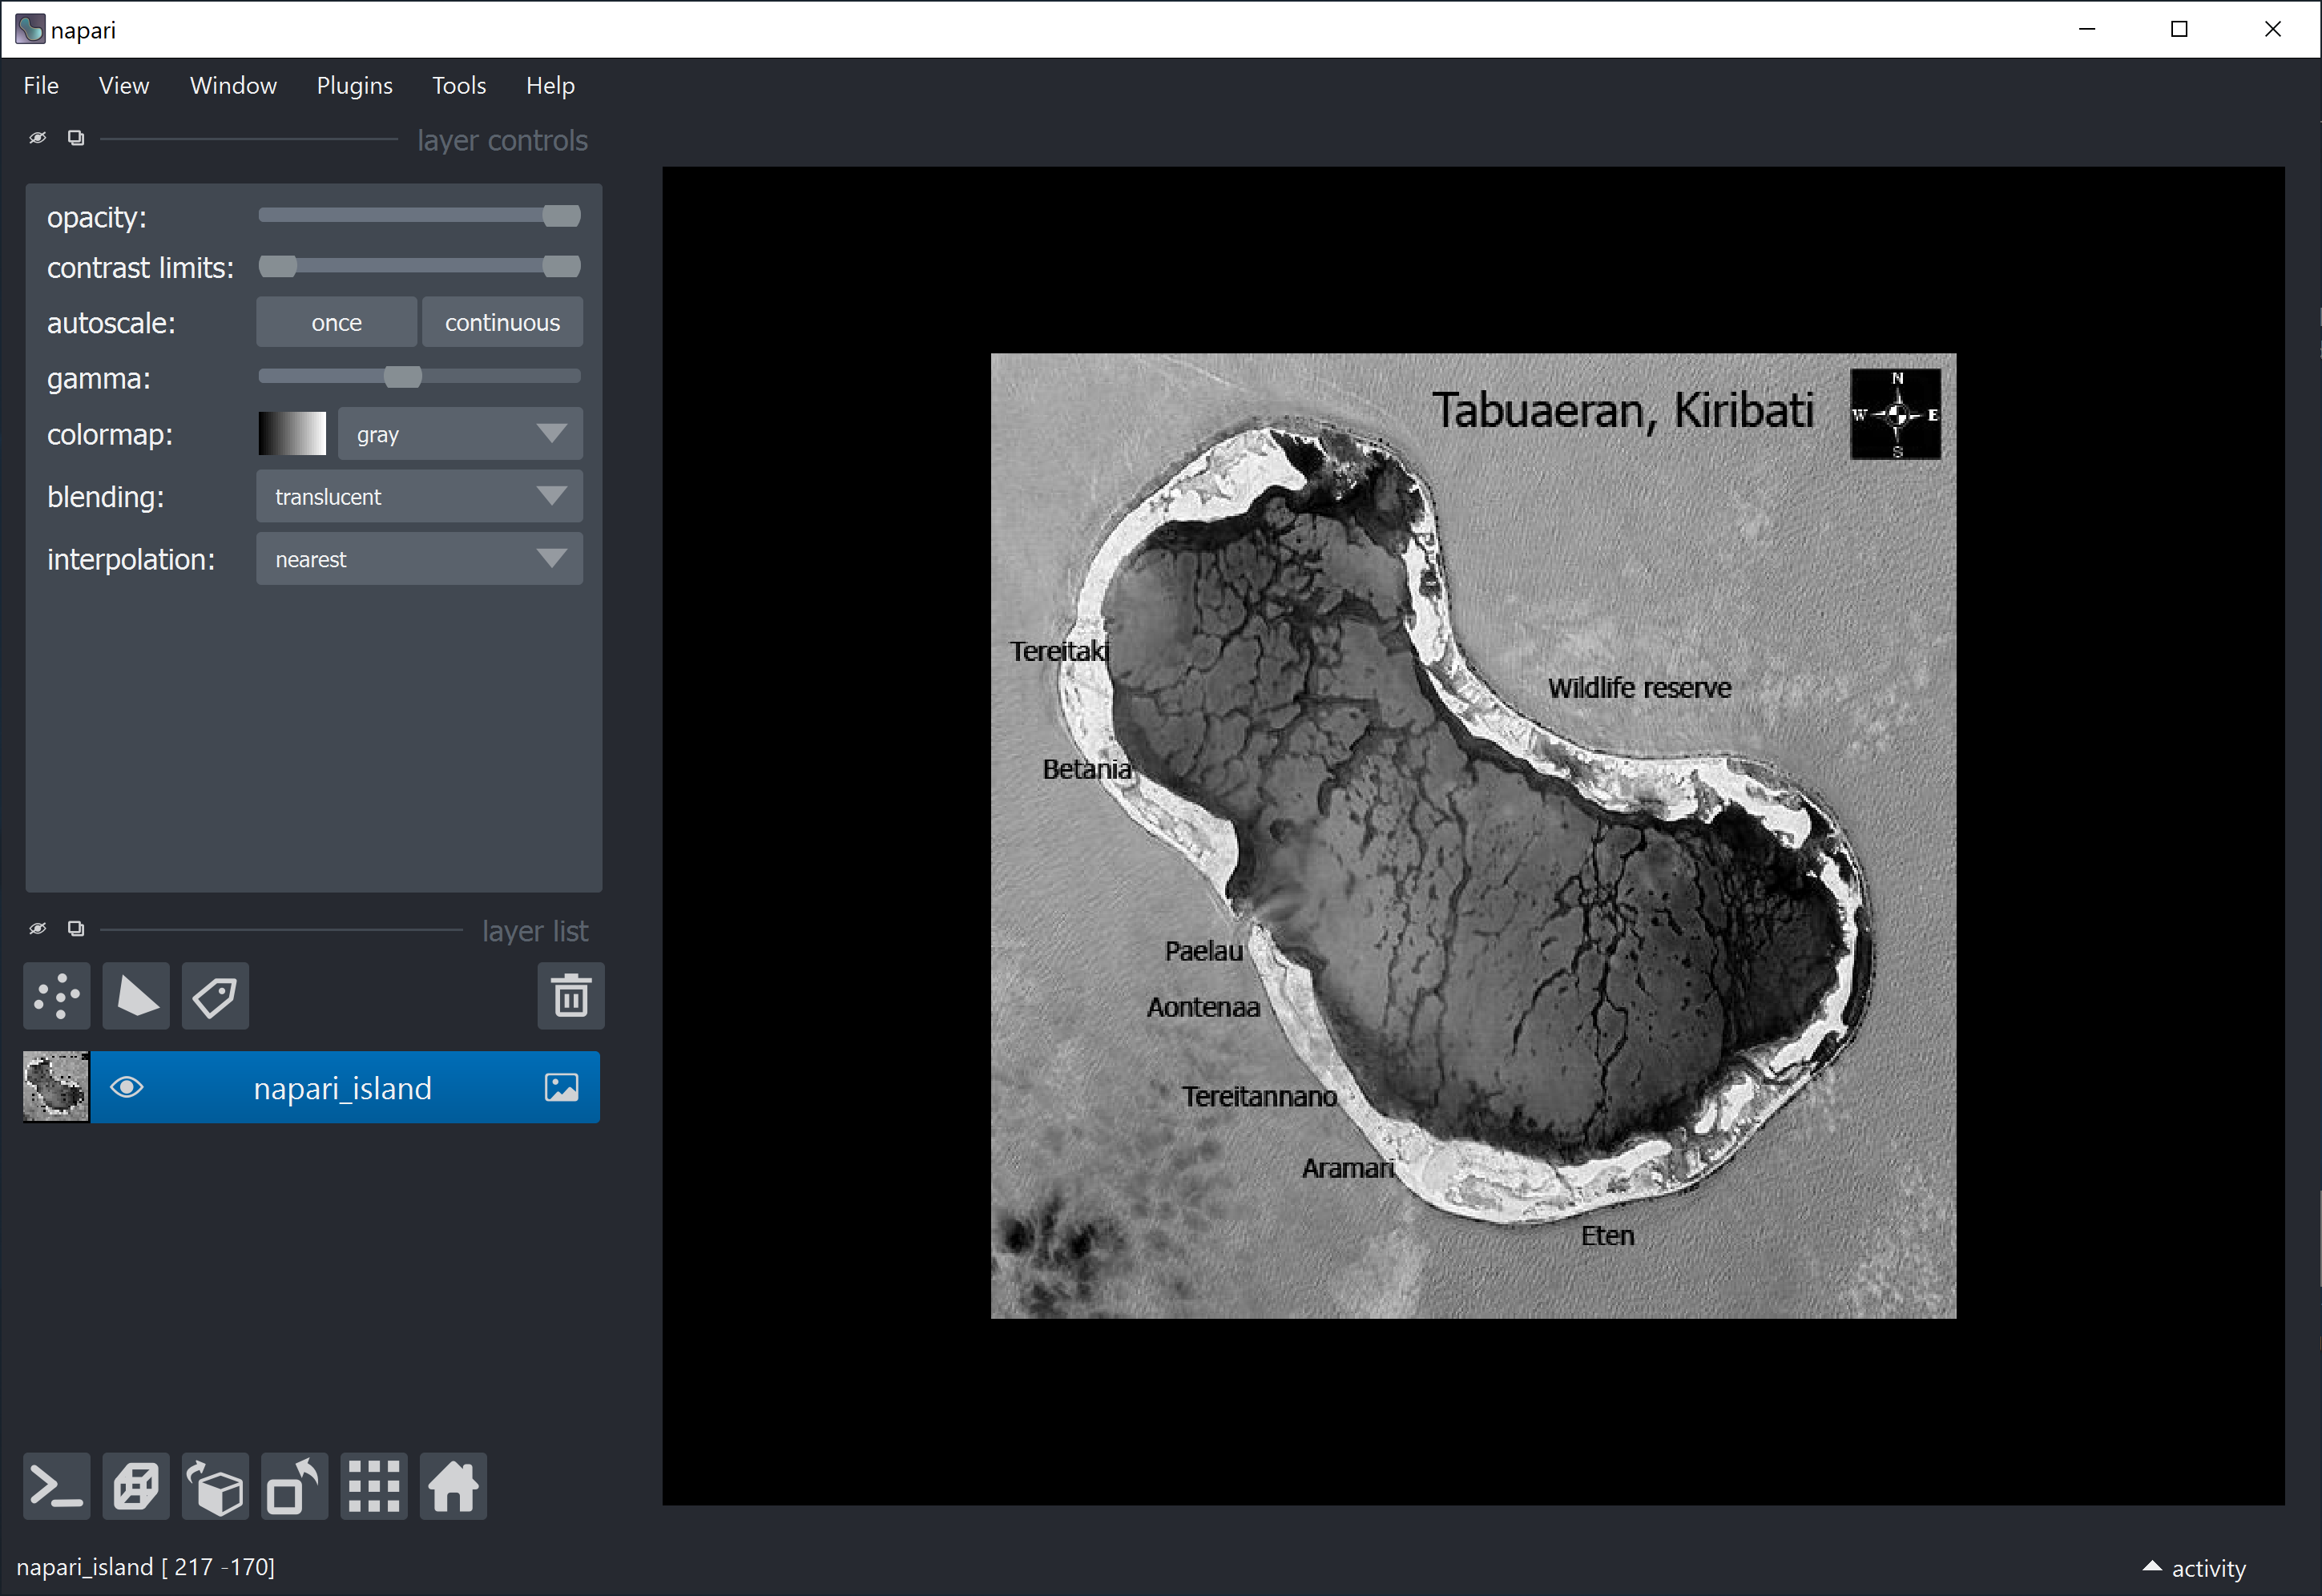 napari
File View Window Plugins Tools Help
layer controls
opacity:
contrast limits:
autoscale: once continuous
gamma:
colormap: gray
blending: translucent
interpolation: nearest
layer list
napari_island
Tabuaeran, Kiribati
N
W E
S
Tereitaki
Wildlife reserve
Betania
Paelau
Aontenaa
Tereitannano
Aramari
Eten
napari_island [ 217 -170]
activity